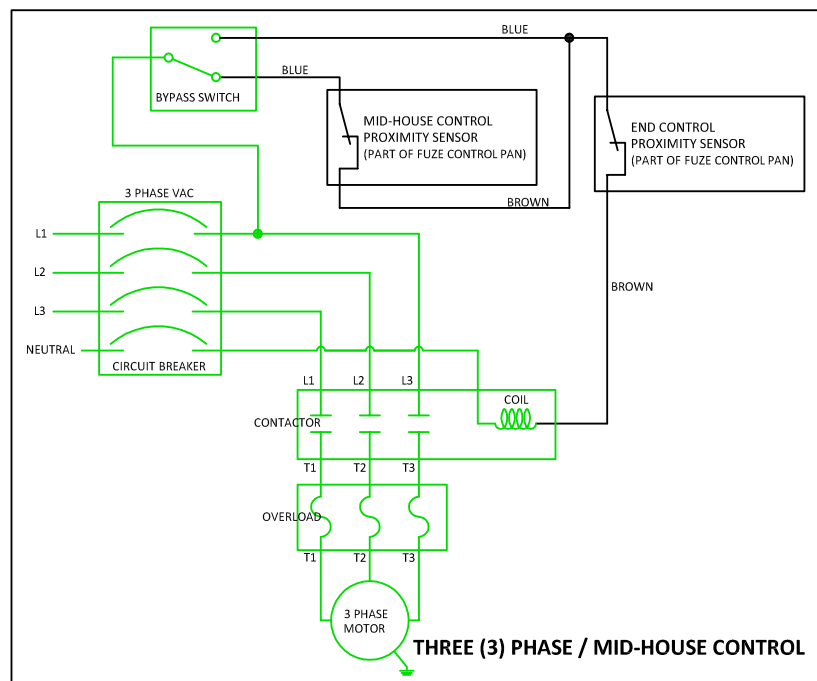 BLUE
BLUE
BYPASS SWITCH
MID-HOUSE CONTROL
PROXIMITY SENSOR
(PART OF FUZE CONTROL PAN)
END CONTROL
PROXIMITY SENSOR
(PART OF FUZE CONTROL PAN)
3 PHASE VAC
BROWN
L1
L2
L3
NEUTRAL
BROWN
CIRCUIT BREAKER
L1 L2 L3
COIL
CONTACTOR
T1 T2 T3
OVERLOAD
T1 T2 T3
3 PHASE
MOTOR
THREE (3) PHASE / MID-HOUSE CONTROL